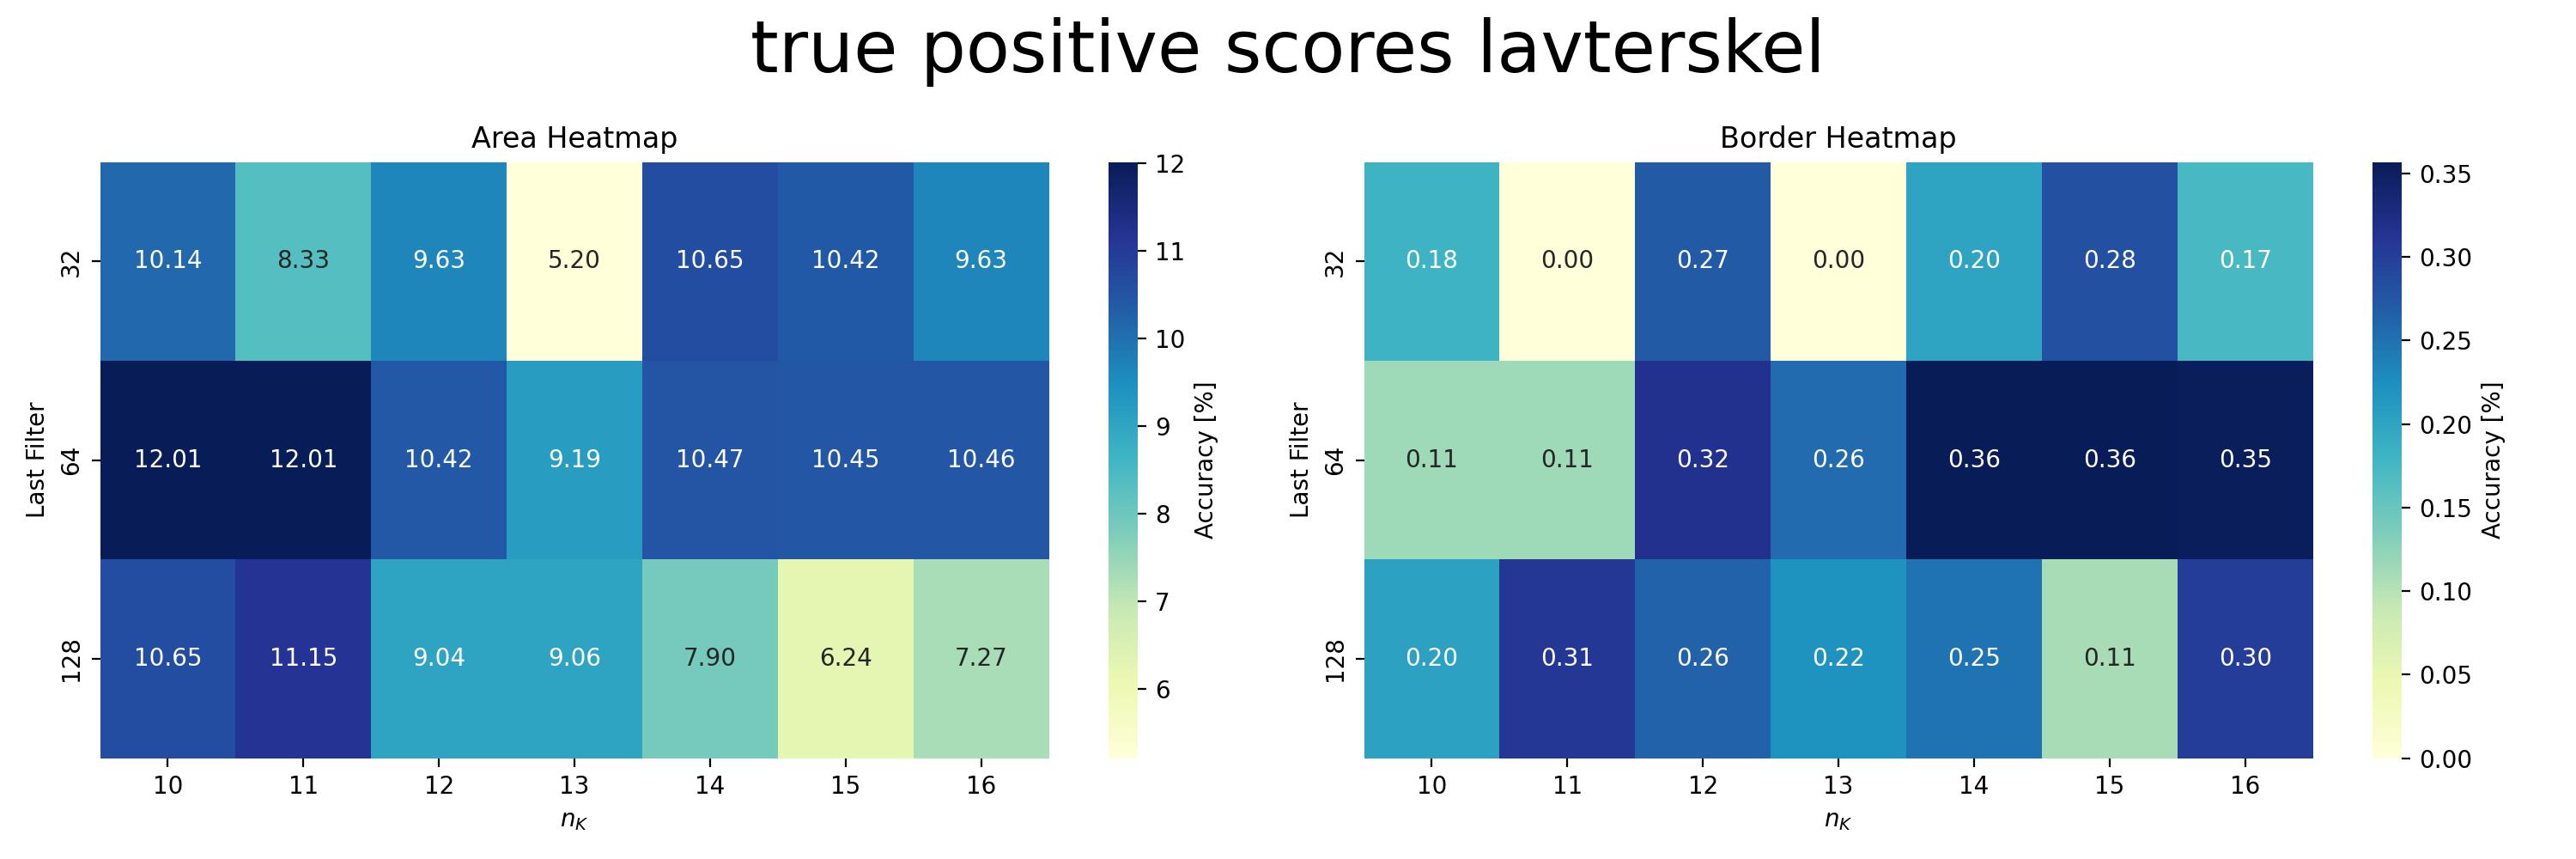 true positive scores lavterskel
Area Heatmap
Last Filter
32
10.14 8.33 9.63 5.20 10.65 10.42 9.63
64
12.01 12.01 10.42 9.19 10.47 10.45 10.46
128
10.65 11.15 9.04 9.06 7.90 6.24 7.27
10 11 12 13 14 15 16
n_K
12
11
10
9
8
7
6
Accuracy [%]
Border Heatmap
Last Filter
32
0.18 0.00 0.27 0.00 0.20 0.28 0.17
64
0.11 0.11 0.32 0.26 0.36 0.36 0.35
128
0.20 0.31 0.26 0.22 0.25 0.11 0.30
10 11 12 13 14 15 16
n_K
0.35
0.30
0.25
0.20
0.15
0.10
0.05
0.00
Accuracy [%]